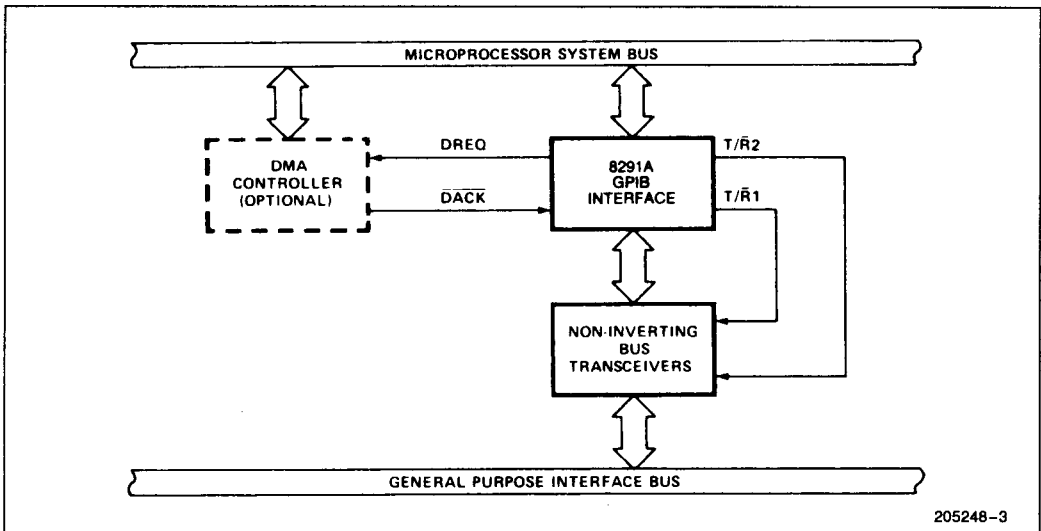 MICROPROCESSOR SYSTEM BUS
DMA
CONTROLLER
(OPTIONAL)
DREQ
DACK
8291A
GPIB
INTERFACE
T/R̄2
T/R̄1
NON-INVERTING
BUS
TRANSCEIVERS
GENERAL PURPOSE INTERFACE BUS
205248-3